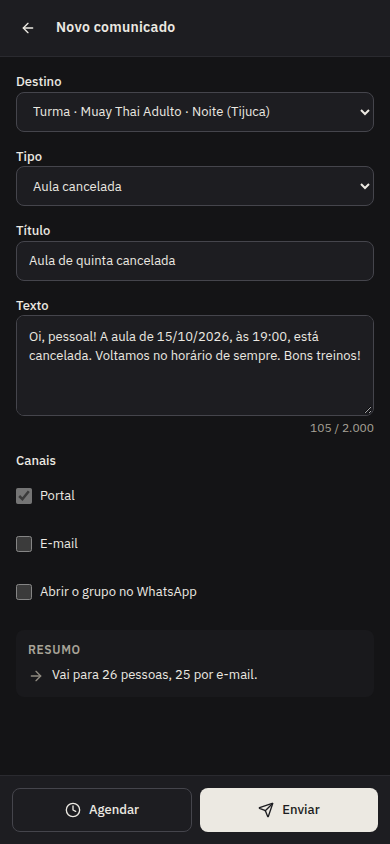 Novo comunicado
Destino
Turma · Muay Thai Adulto · Noite (Tijuca)
Tipo
Aula cancelada
Título
Aula de quinta cancelada
Texto
Oi, pessoal! A aula de 15/10/2026, às 19:00, está
cancelada. Voltamos no horário de sempre. Bons treinos!
105 / 2.000
Canais
Portal
E-mail
Abrir o grupo no WhatsApp
RESUMO
Vai para 26 pessoas, 25 por e-mail.
Agendar
Enviar